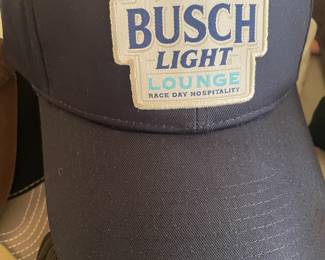 BUSCH
LIGHT
LOUNGE
RACE DAY HOSPITALITY